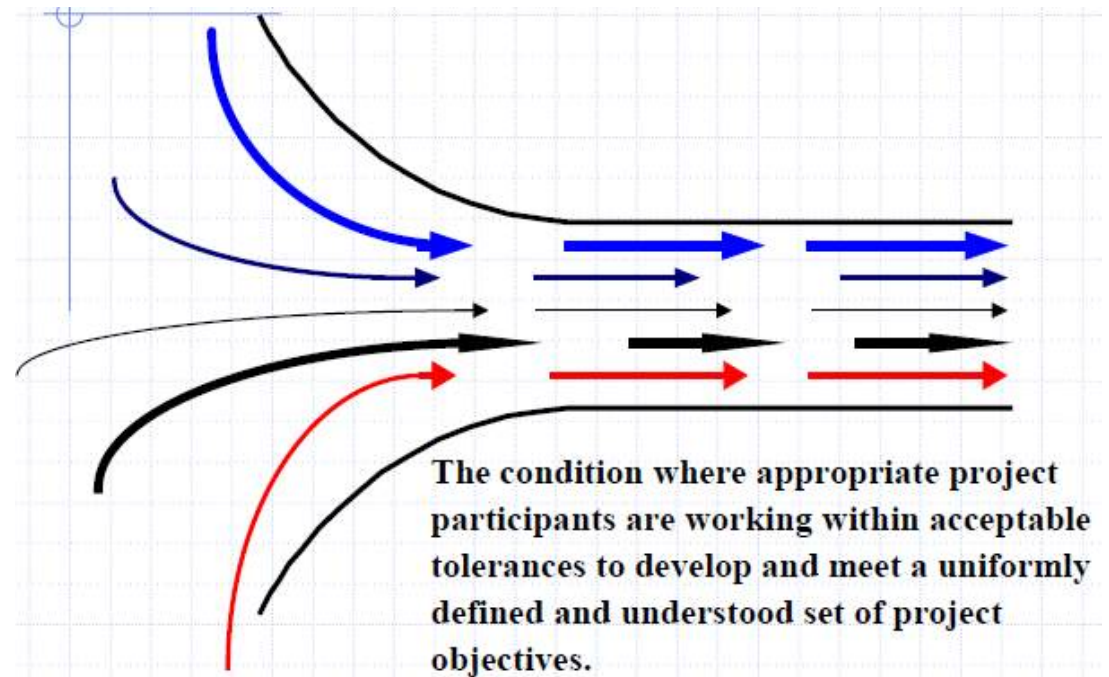 The condition where appropriate project
participants are working within acceptable
tolerances to develop and meet a uniformly
defined and understood set of project
objectives.